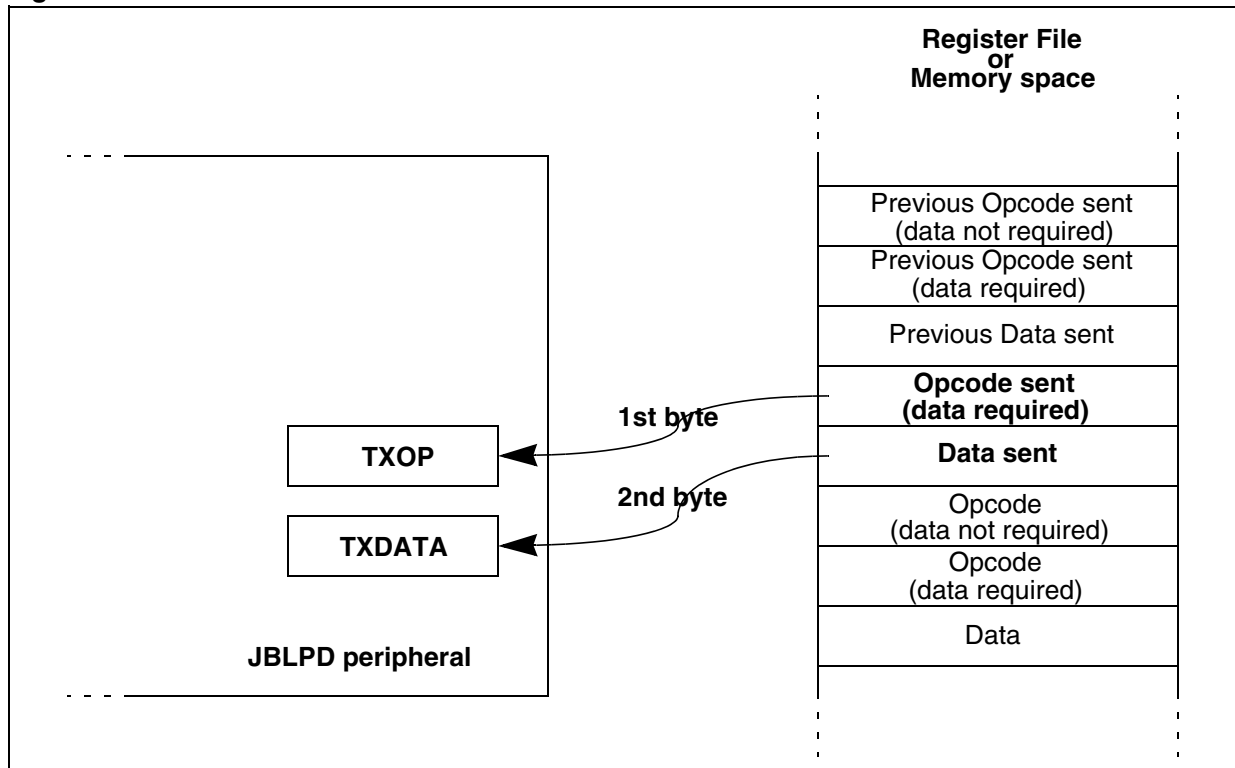 Register File
or
Memory space
Previous Opcode sent
(data not required)
Previous Opcode sent
(data required)
Previous Data sent
Opcode sent
(data required)
1st byte
TXOP
Data sent
2nd byte
Opcode
(data not required)
TXDATA
Opcode
(data required)
Data
JBLPD peripheral